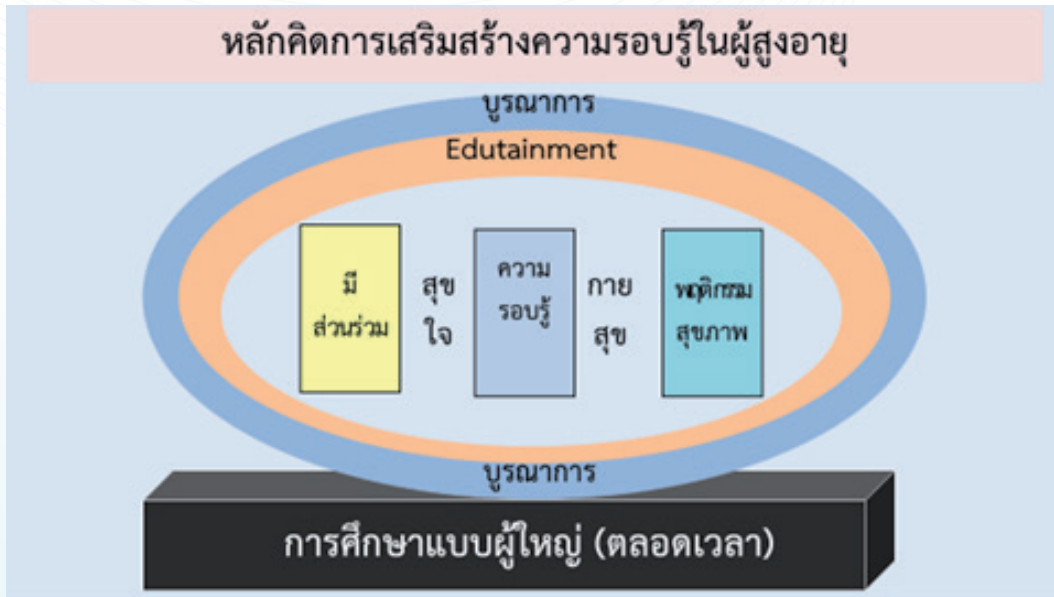 หลักคิดการเสริมสร้างความรอบรู้ในผู้สูงอายุ
บูรณาการ
Edutainment
มี
ส่วนร่วม
สุข
ใจ
ความ
รอบรู้
กาย
สุข
พฤติกรรม
สุขภาพ
บูรณาการ
การศึกษาแบบผู้ใหญ่ (ตลอดเวลา)